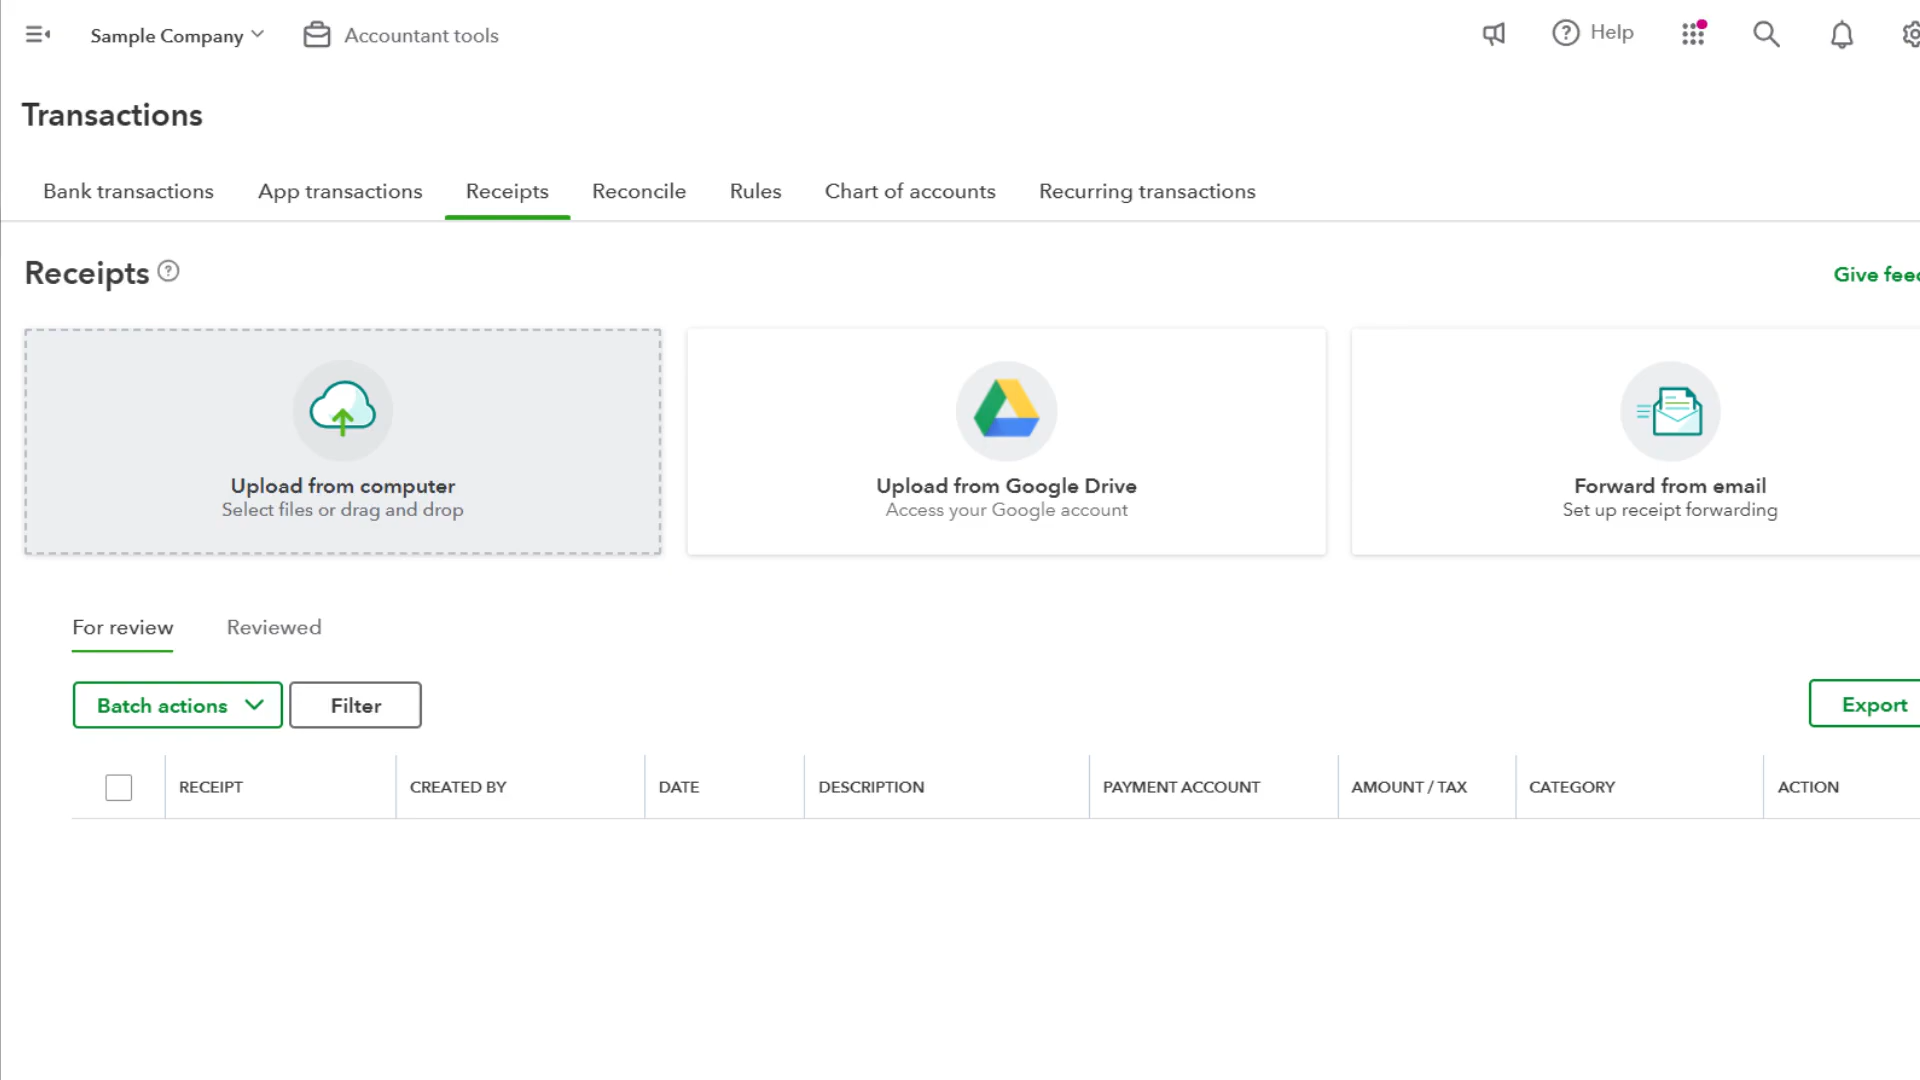 Sample Company
Accountant tools
Help
Transactions
Bank transactions
App transactions
Receipts
Reconcile
Rules
Chart of accounts
Recurring transactions
Receipts
Give feed
Upload from computer
Select files or drag and drop
Upload from Google Drive
Access your Google account
Forward from email
Set up receipt forwarding
For review
Reviewed
Batch actions
Filter
Export
RECEIPT
CREATED BY
DATE
DESCRIPTION
PAYMENT ACCOUNT
AMOUNT / TAX
CATEGORY
ACTION